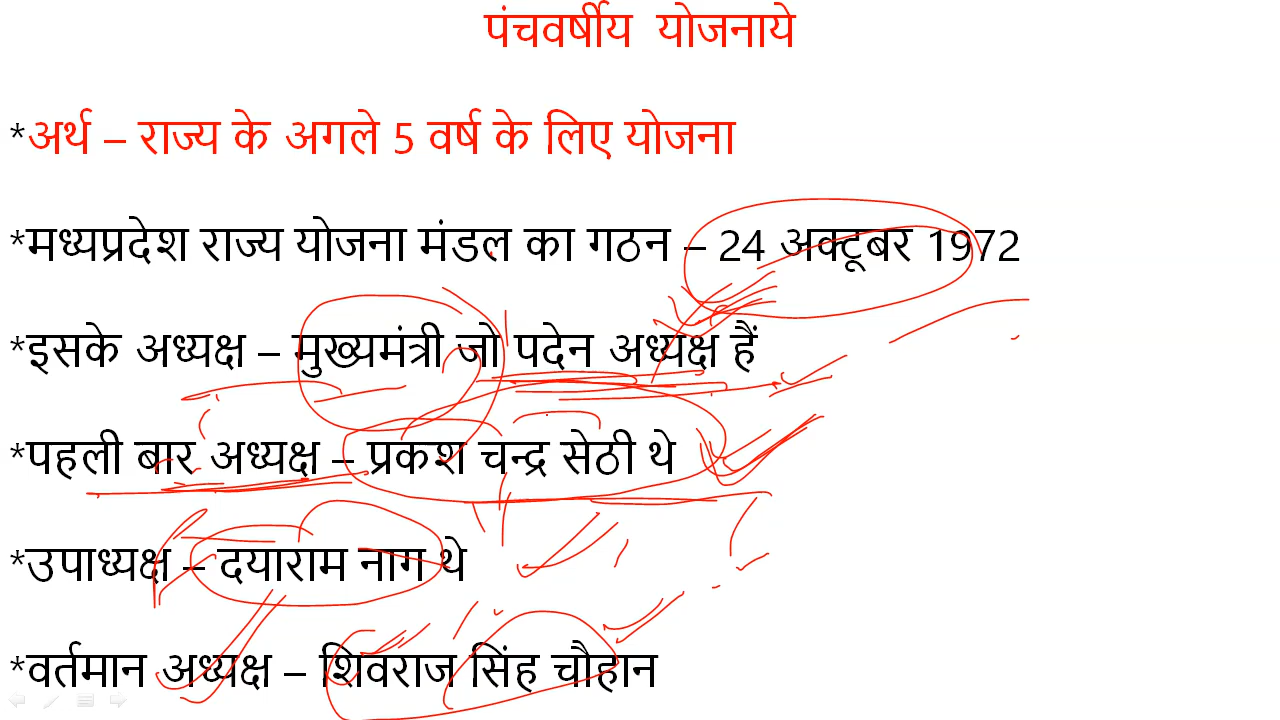 पंचवर्षीय योजनाये
*अर्थ – राज्य के अगले 5 वर्ष के लिए योजना
*मध्यप्रदेश राज्य योजना मंडल का गठन – 24 अक्टूबर 1972
*इसके अध्यक्ष – मुख्यमंत्री जो पदेन अध्यक्ष हैं
*पहली बार अध्यक्ष – प्रकश चन्द्र सेठी थे
*उपाध्यक्ष – दयाराम नाग थे
*वर्तमान अध्यक्ष – शिवराज सिंह चौहान